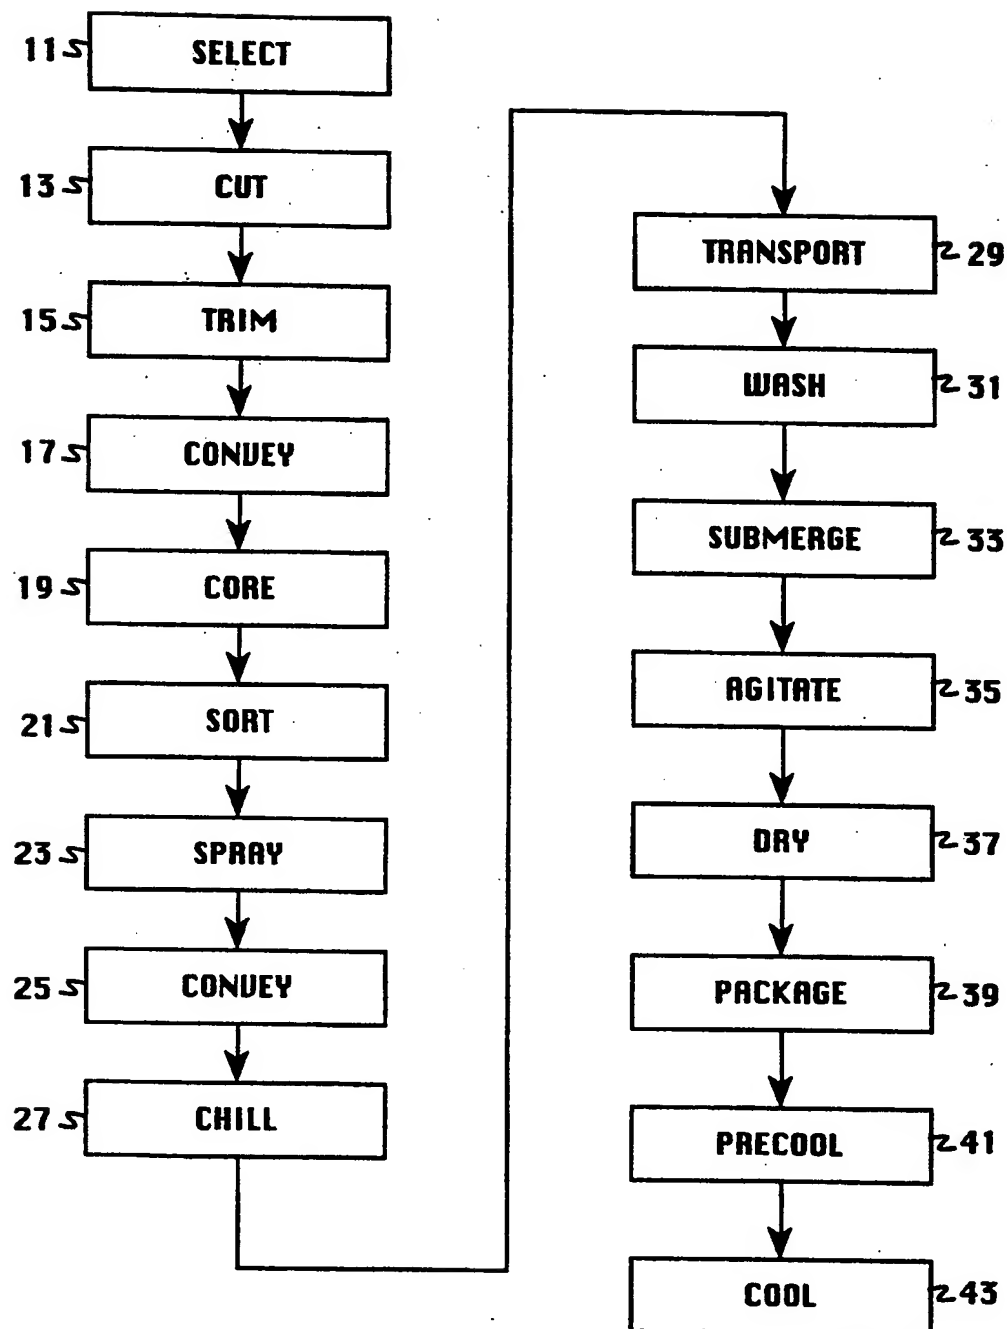 11 SELECT
13 CUT
15 TRIM
17 CONVEY
19 CORE
21 SORT
23 SPRAY
25 CONVEY
27 CHILL
TRANSPORT 29
WASH 31
SUBMERGE 33
AGITATE 35
DRY 37
PACKAGE 39
PRECOOL 41
COOL 43